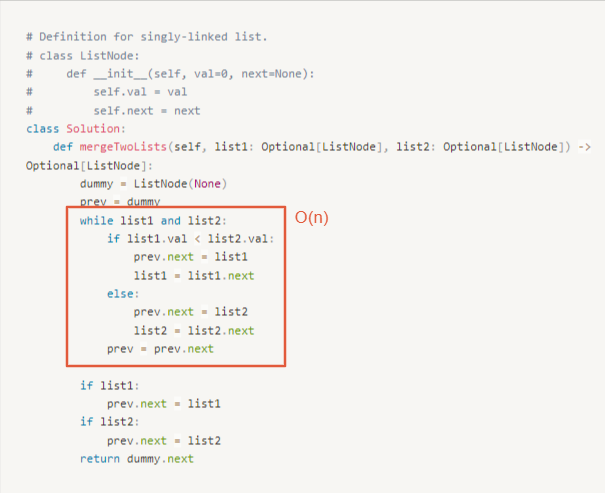 # Definition for singly-linked list.
# class ListNode:
#     def __init__(self, val=0, next=None):
#         self.val = val
#         self.next = next
class Solution:
    def mergeTwoLists(self, list1: Optional[ListNode], list2: Optional[ListNode]) ->
Optional[ListNode]:
        dummy = ListNode(None)
        prev = dummy
        while list1 and list2:
O(n)
            if list1.val < list2.val:
                prev.next = list1
                list1 = list1.next
            else:
                prev.next = list2
                list2 = list2.next
            prev = prev.next
        if list1:
            prev.next = list1
        if list2:
            prev.next = list2
        return dummy.next